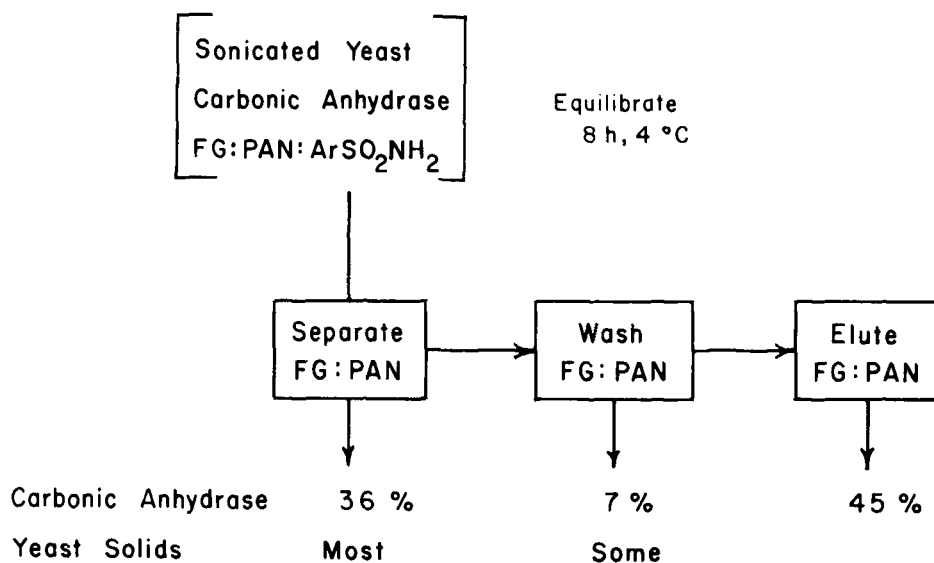 Sonicated Yeast
Carbonic Anhydrase
FG:PAN:ArSO₂NH₂
Equilibrate
8 h, 4 °C
Separate
FG:PAN
Wash
FG:PAN
Elute
FG:PAN
Carbonic Anhydrase 36 % 7 % 45 %
Yeast Solids Most Some